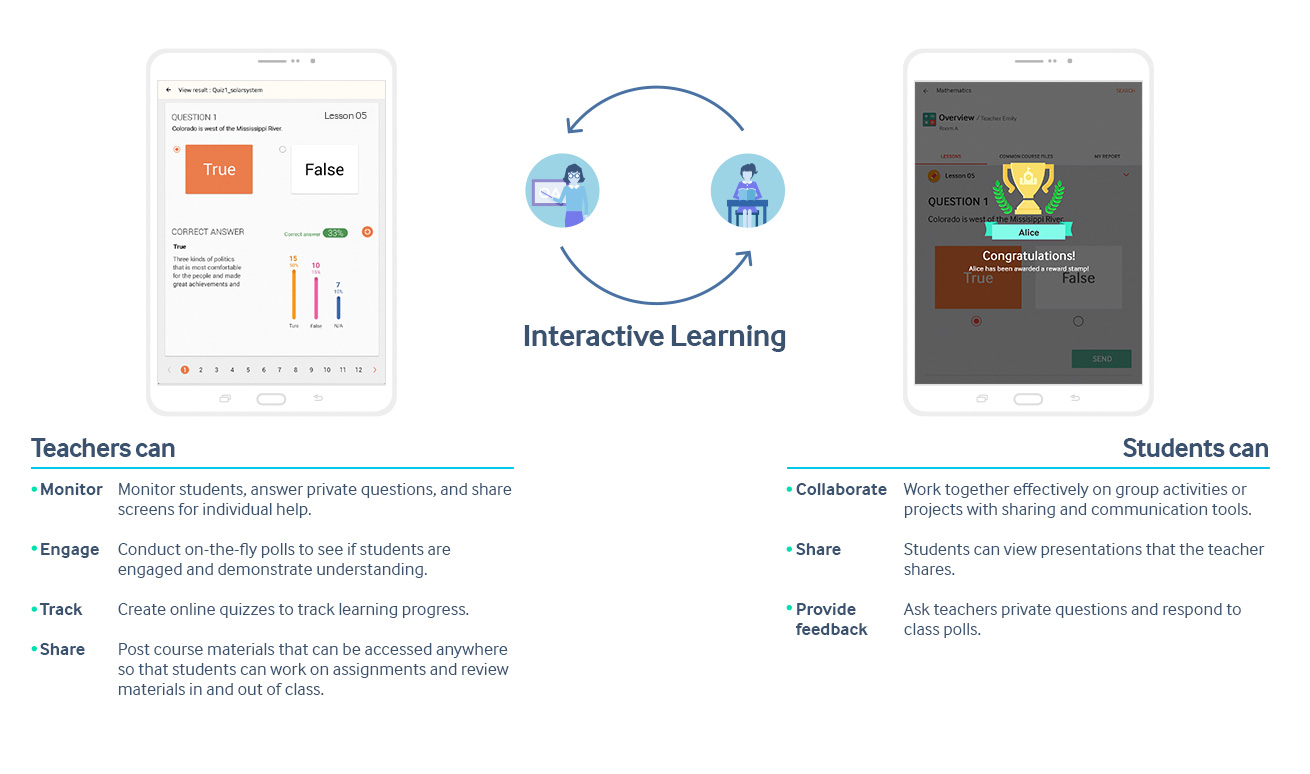 View result : Quiz1_solarsystem
QUESTION 1
Lesson 05
Colorado is west of the Mississippi River.
True
False
CORRECT ANSWER
Correct answer
33%
True
Three kinds of politics
that is most comfortable
for the people and made
great achievements and
15
50%
10
15%
7
10%
False
N/A
1 2 3 4 5 6 7 8 9 10 11 12
Interactive Learning
Mathematics
SEARCH
Overview / Teacher Emily
Room A
LESSONS
COMMON COURSE FILES
MY REPORT
Lesson 05
QUESTION 1
Colorado is west of the Missisippi River.
Alice
Congratulations!
Alice has been awarded a reward stamp!
True
False
SEND
Teachers can
Monitor Monitor students, answer private questions, and share
screens for individual help.
Engage Conduct on-the-fly polls to see if students are
engaged and demonstrate understanding.
Track Create online quizzes to track learning progress.
Share Post course materials that can be accessed anywhere
so that students can work on assignments and review
materials in and out of class.
Students can
Collaborate Work together effectively on group activities or
projects with sharing and communication tools.
Share Students can view presentations that the teacher
shares.
Provide Ask teachers private questions and respond to
feedback class polls.